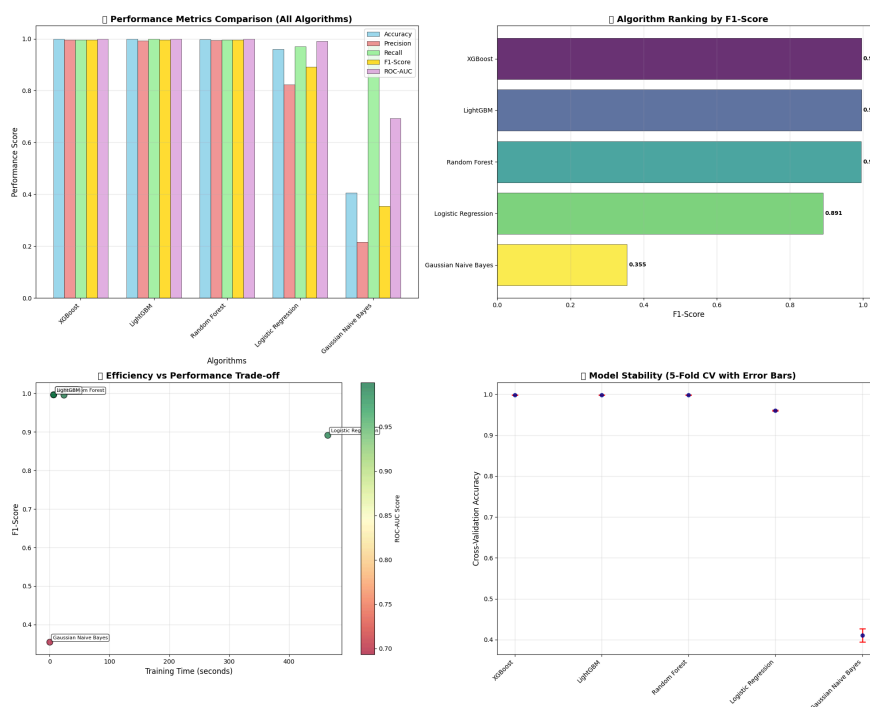 Performance Metrics Comparison (All Algorithms)
Accuracy
Precision
Recall
F1-Score
ROC-AUC
Performance Score
1.0
0.8
0.6
0.4
0.2
0.0
XGBoost
LightGBM
Random Forest
Logistic Regression
Gaussian Naive Bayes
Algorithms
Algorithm Ranking by F1-Score
XGBoost
LightGBM
Random Forest
Logistic Regression
0.891
Gaussian Naive Bayes
0.355
0.0
0.2
0.4
0.6
0.8
1.0
F1-Score
Efficiency vs Performance Trade-off
F1-Score
1.0
0.9
0.8
0.7
0.6
0.5
0.4
LightGBM
Gaussian Naive Bayes
0
100
200
300
400
Training Time (seconds)
0.95
0.90
0.85
0.80
0.75
0.70
ROC-AUC Score
Model Stability (5-Fold CV with Error Bars)
Cross-Validation Accuracy
1.0
0.9
0.8
0.7
0.6
0.5
0.4
XGBoost
LightGBM
Random Forest
Logistic Regression
Gaussian Naive Bayes